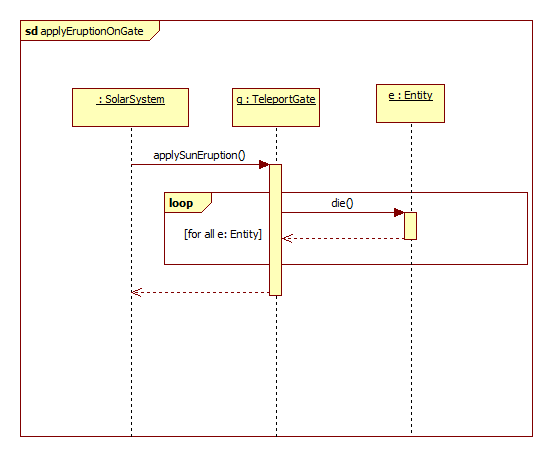 sd applyEruptionOnGate
: SolarSystem
g : TeleportGate
e : Entity
applySunEruption()
loop
die()
[for all e: Entity]